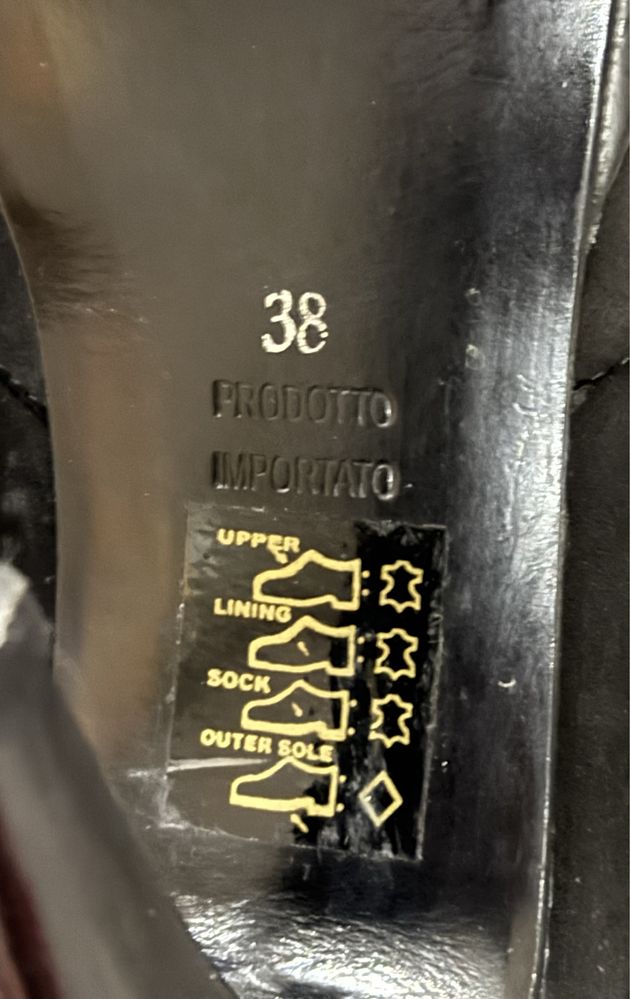 38
PRODOTTO
IMPORTATO
UPPER
LINING
SOCK
OUTER SOLE